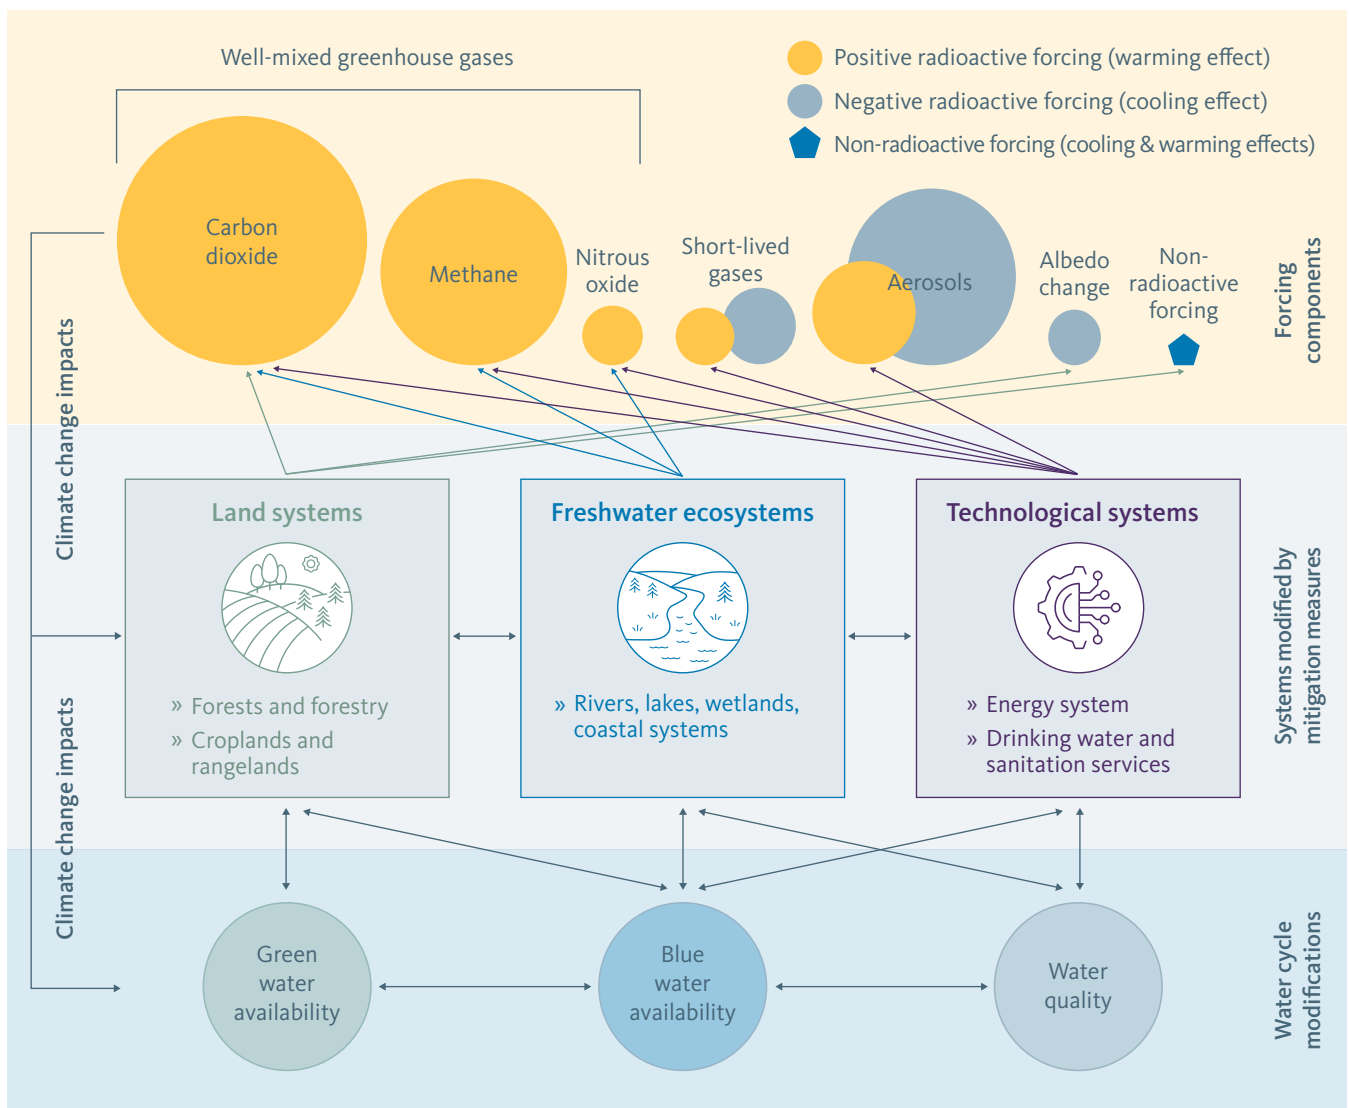 Well-mixed greenhouse gases
Positive radioactive forcing (warming effect)
Negative radioactive forcing (cooling effect)
Non-radioactive forcing (cooling & warming effects)
Carbon
dioxide
Methane
Nitrous
oxide
Short-lived
gases
Aerosols
Albedo
change
Non-
radioactive
forcing
Forcing
components
Climate change impacts
Land systems
» Forests and forestry
» Croplands and
rangelands
Freshwater ecosystems
» Rivers, lakes, wetlands,
coastal systems
Technological systems
» Energy system
» Drinking water and
sanitation services
Systems modified by
mitigation measures
Climate change impacts
Green
water
availability
Blue
water
availability
Water
quality
Water cycle
modifications